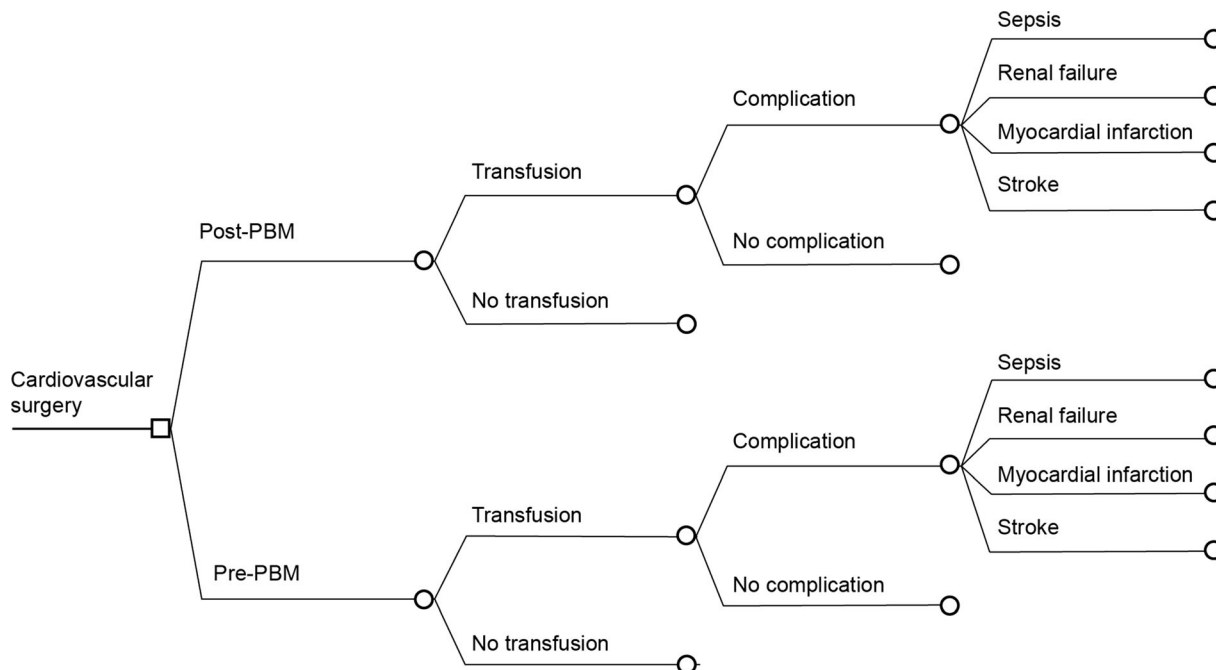 Sepsis
Renal failure
Complication
Myocardial infarction
Transfusion
Stroke
Post-PBM
No complication
No transfusion
Cardiovascular
surgery
Sepsis
Renal failure
Complication
Myocardial infarction
Transfusion
Stroke
Pre-PBM
No complication
No transfusion